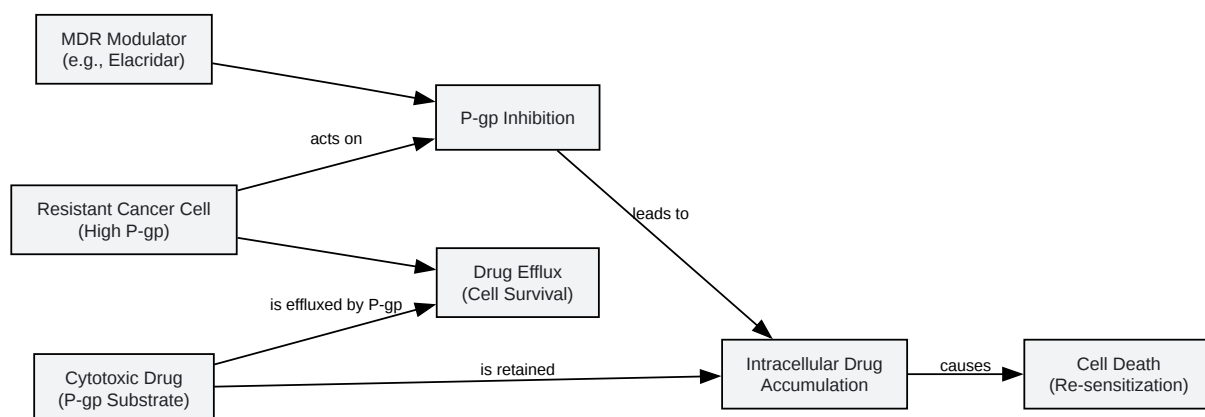 MDR Modulator
(e.g., Elacridar)
P-gp Inhibition
acts on
Resistant Cancer Cell
(High P-gp)
leads to
Drug Efflux
(Cell Survival)
is effluxed by P-gp
Cytotoxic Drug
(P-gp Substrate)
is retained
Intracellular Drug
Accumulation
causes
Cell Death
(Re-sensitization)